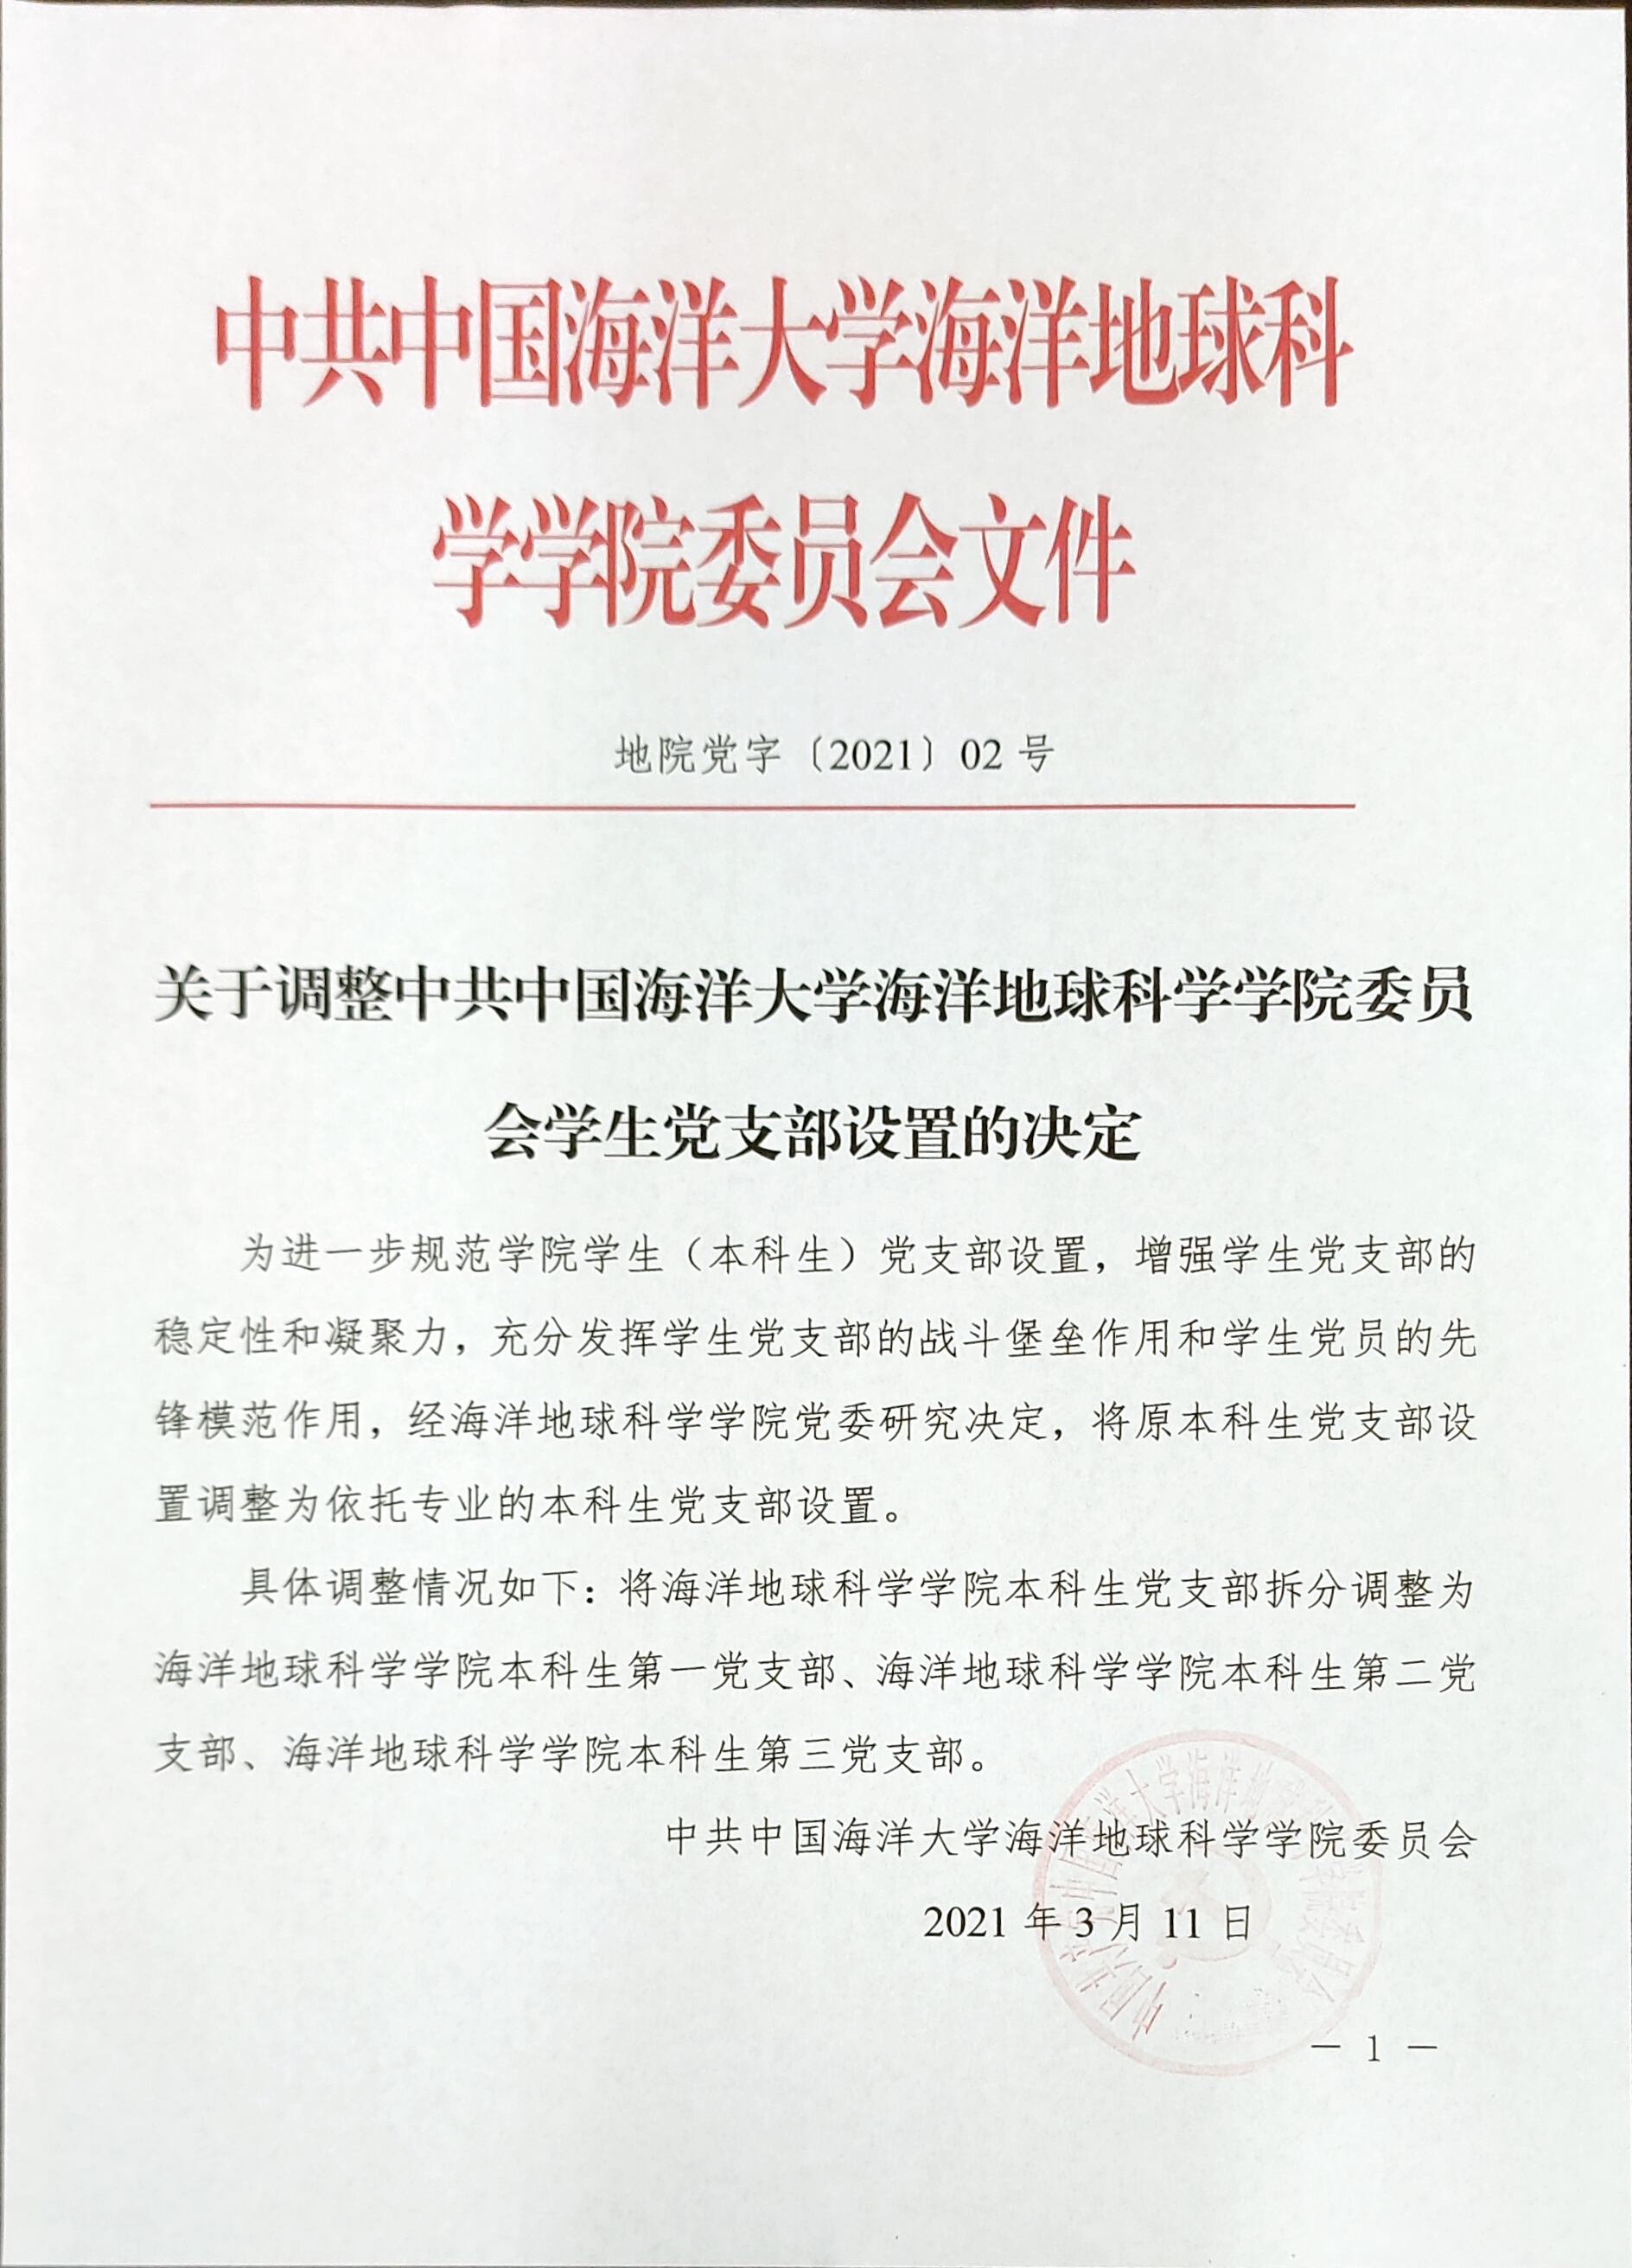 中共中国海洋大学海洋地球科
学学院委员会文件
地院党字〔2021〕02 号
关于调整中共中国海洋大学海洋地球科学学院委员
会学生党支部设置的决定
为进一步规范学院学生（本科生）党支部设置，增强学生党支部的
稳定性和凝聚力，充分发挥学生党支部的战斗堡垒作用和学生党员的先
锋模范作用，经海洋地球科学学院党委研究决定，将原本科生党支部设
置调整为依托专业的本科生党支部设置。
具体调整情况如下：将海洋地球科学学院本科生党支部拆分调整为
海洋地球科学学院本科生第一党支部、海洋地球科学学院本科生第二党
支部、海洋地球科学学院本科生第三党支部。
中共中国海洋大学海洋地球科学学院委员会
2021 年 3 月 11 日
— 1 —